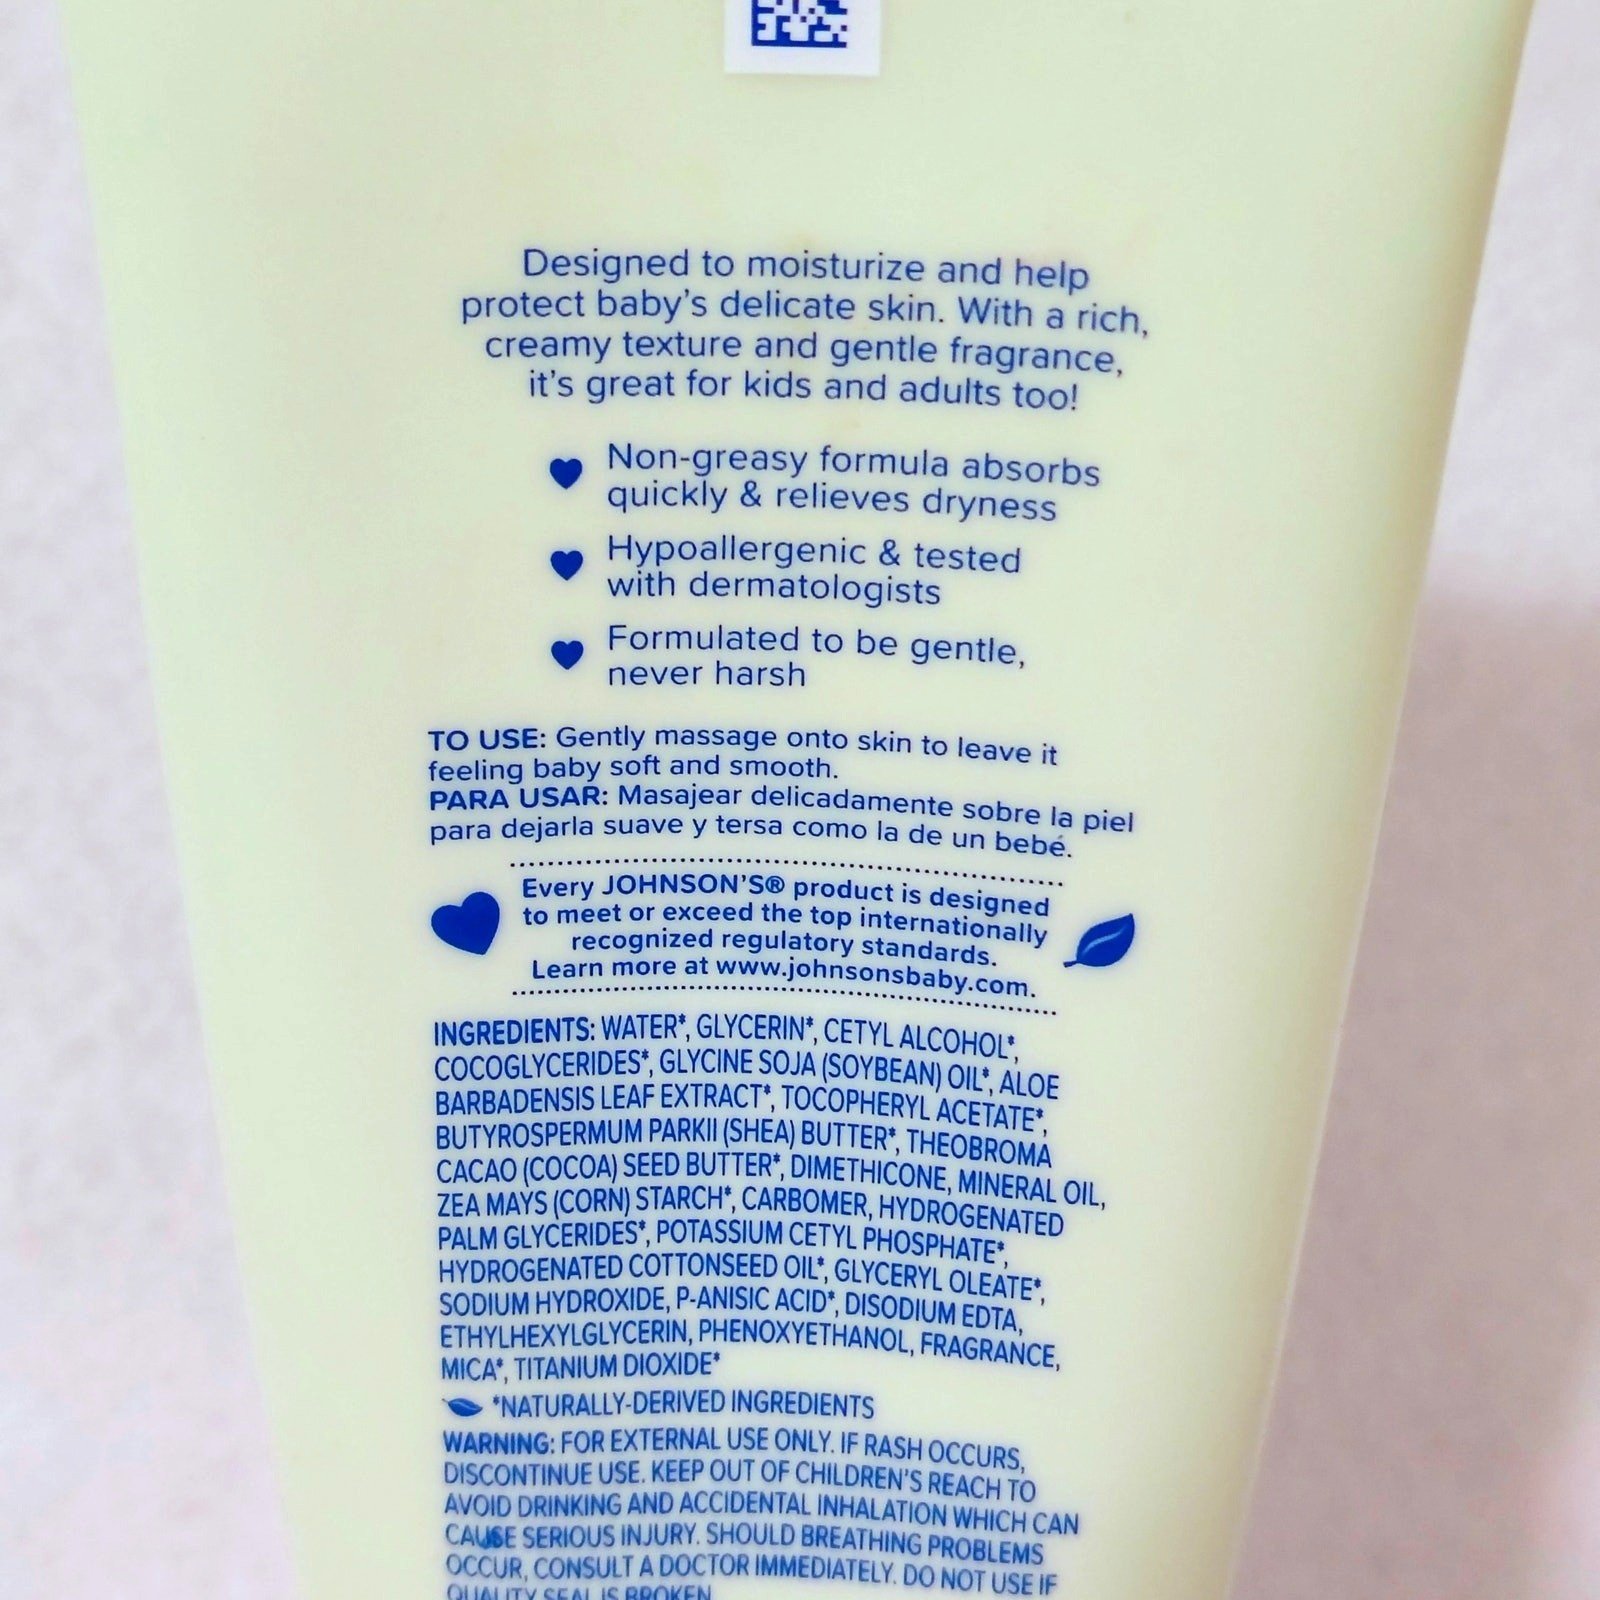 Designed to moisturize and help
protect baby's delicate skin. With a rich,
creamy texture and gentle fragrance,
it's great for kids and adults too!
Non-greasy formula absorbs
quickly & relieves dryness
Hypoallergenic & tested
with dermatologists
Formulated to be gentle,
never harsh
TO USE: Gently massage onto skin to leave it
feeling baby soft and smooth.
PARA USAR: Masajear delicadamente sobre la piel
para dejarla suave y tersa como la de un bebé.
Every JOHNSON'S® product is designed
to meet or exceed the top internationally
recognized regulatory standards.
Learn more at www.johnsonsbaby.com.
INGREDIENTS: WATER*, GLYCERIN*, CETYL ALCOHOL*,
COCOGLYCERIDES*, GLYCINE SOJA (SOYBEAN) OIL*, ALOE
BARBADENSIS LEAF EXTRACT*, TOCOPHERYL ACETATE*,
BUTYROSPERMUM PARKII (SHEA) BUTTER*, THEOBROMA
CACAO (COCOA) SEED BUTTER*, DIMETHICONE, MINERAL OIL,
ZEA MAYS (CORN) STARCH*, CARBOMER, HYDROGENATED
PALM GLYCERIDES*, POTASSIUM CETYL PHOSPHATE*,
HYDROGENATED COTTONSEED OIL*, GLYCERYL OLEATE*,
SODIUM HYDROXIDE, P-ANISIC ACID*, DISODIUM EDTA,
ETHYLHEXYLGLYCERIN, PHENOXYETHANOL, FRAGRANCE,
MICA*, TITANIUM DIOXIDE*
*NATURALLY-DERIVED INGREDIENTS
WARNING: FOR EXTERNAL USE ONLY. IF RASH OCCURS,
DISCONTINUE USE. KEEP OUT OF CHILDREN'S REACH TO
AVOID DRINKING AND ACCIDENTAL INHALATION WHICH CAN
CAUSE SERIOUS INJURY. SHOULD BREATHING PROBLEMS
OCCUR, CONSULT A DOCTOR IMMEDIATELY. DO NOT USE IF
QUALITY SEAL IS BROKEN